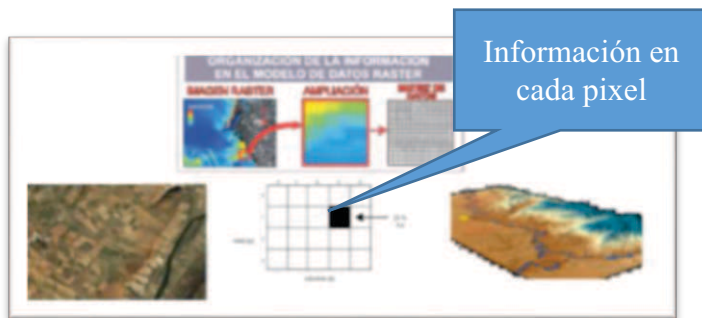 Información en
cada pixel
ORGANIZACIÓN DE LA INFORMACIÓN
EN EL MODELO DE DATOS RASTER
IMAGEN RASTER AMPLIACIÓN